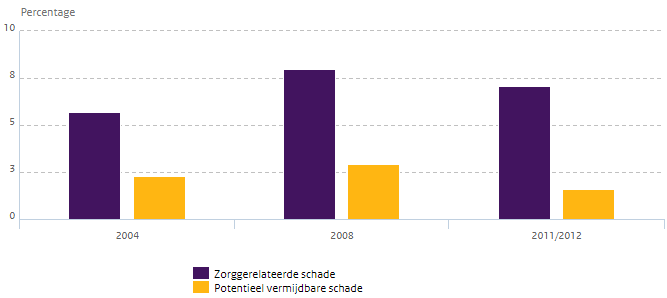 Percentage
10
8
5
3
0
2004 2008 2011/2012
Zorggerelateerde schade
Potentieel vermijdbare schade